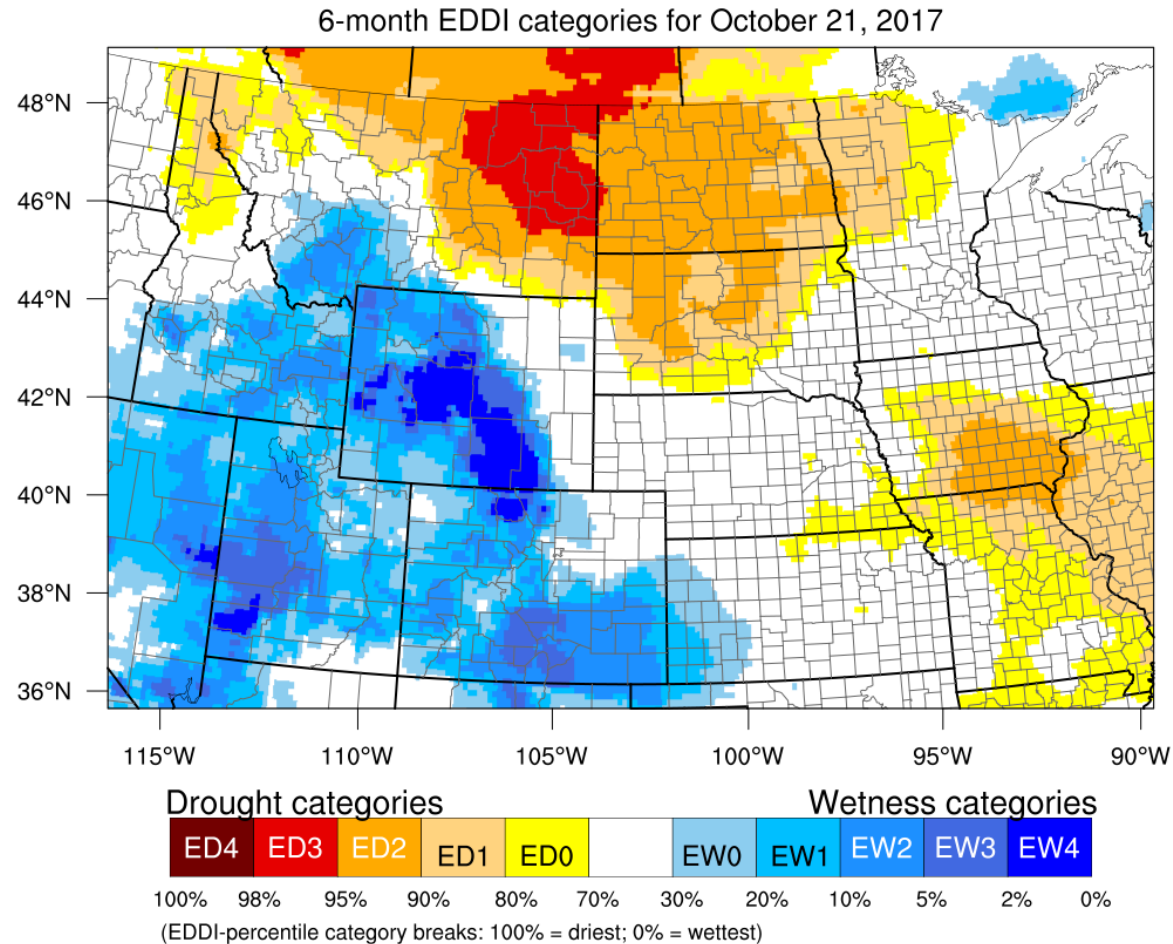 6-month EDDI categories for October 21, 2017
48°N
46°N
44°N
42°N
40°N
38°N
36°N
115°W 110°W 105°W 100°W 95°W 90°W
Drought categories Wetness categories
ED4 ED3 ED2 ED1 ED0 EW0 EW1 EW2 EW3 EW4
100% 98% 95% 90% 80% 70% 30% 20% 10% 5% 2% 0%
(EDDI-percentile category breaks: 100% = driest; 0% = wettest)